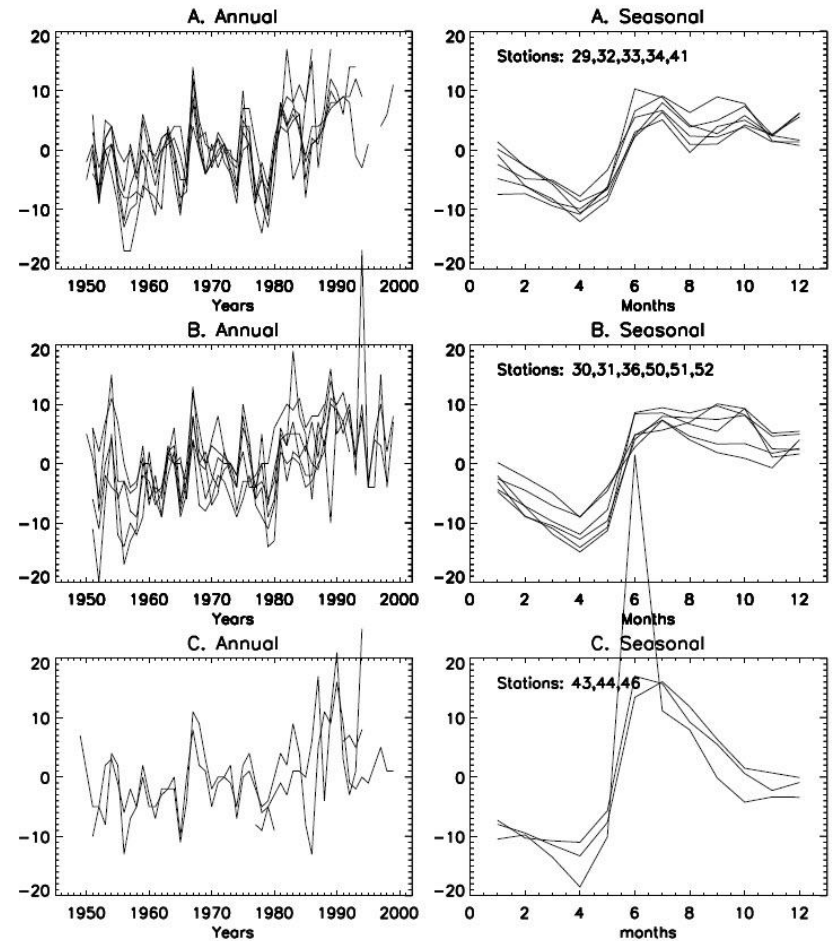 A. Annual
20
10
0
−10
−20
1950 1960 1970 1980 1990 2000
Years
A. Seasonal
Stations: 29,32,33,34,41
20
10
0
−10
−20
0 2 4 6 8 10 12
Months
B. Annual
20
10
0
−10
−20
1950 1960 1970 1980 1990 2000
Years
B. Seasonal
Stations: 30,31,36,50,51,52
20
10
0
−10
−20
0 2 4 6 8 10 12
Months
C. Annual
20
10
0
−10
−20
1950 1960 1970 1980 1990 2000
Years
C. Seasonal
Stations: 43,44,46
20
10
0
−10
−20
0 2 4 6 8 10 12
months